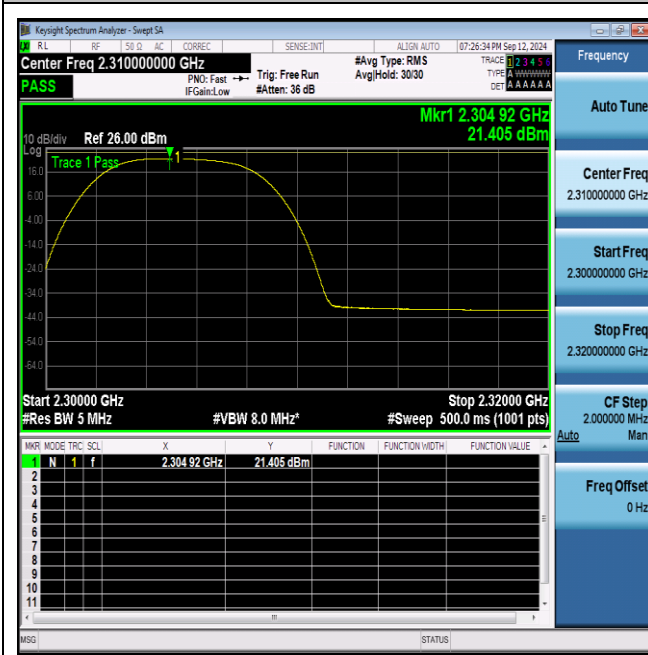 Keysight Spectrum Analyzer - Swept SA
RL RF 50 Ω AC CORREC SENSE:INT ALIGN AUTO 07:26:34 PM Sep 12, 2024
Center Freq 2.310000000 GHz
PASS
PNO: Fast
IFGain:Low
Trig: Free Run
#Atten: 36 dB
#Avg Type: RMS
Avg|Hold: 30/30
TRACE 1 2 3 4 5 6
TYPE A WWWWW
DET A A A A A A
Mkr1 2.304 92 GHz
21.405 dBm
10 dB/div Ref 26.00 dBm
Log
Trace 1 Pass
1
16.0
6.00
-4.00
-14.0
-24.0
-34.0
-44.0
-54.0
-64.0
Start 2.30000 GHz Stop 2.32000 GHz
#Res BW 5 MHz #VBW 8.0 MHz* #Sweep 500.0 ms (1001 pts)
MKR MODE TRC SCL X Y FUNCTION FUNCTION WIDTH FUNCTION VALUE
1 N 1 f 2.304 92 GHz 21.405 dBm
2
3
4
5
6
7
8
9
10
11
MSG STATUS
Frequency
Auto Tune
Center Freq
2.310000000 GHz
Start Freq
2.300000000 GHz
Stop Freq
2.320000000 GHz
CF Step
2.000000 MHz
Auto Man
Freq Offset
0 Hz